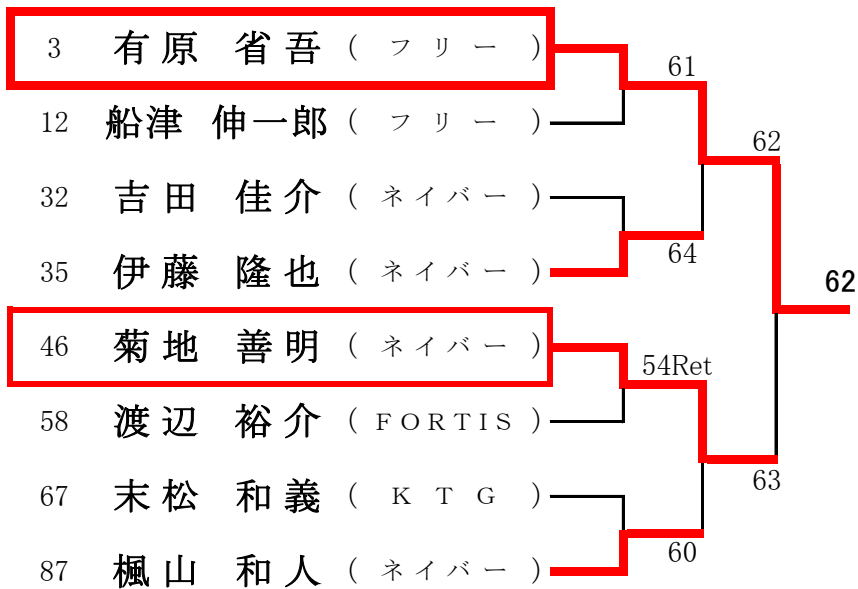 3 有原 省吾 ( フリー )
61
12 船津 伸一郎 ( フリー )
62
32 吉田 佳介 ( ネイバー )
64
35 伊藤 隆也 ( ネイバー )
62
46 菊地 善明 ( ネイバー )
54Ret
58 渡辺 裕介 ( FORTIS )
63
67 末松 和義 ( KTG )
60
87 楓山 和人 ( ネイバー )